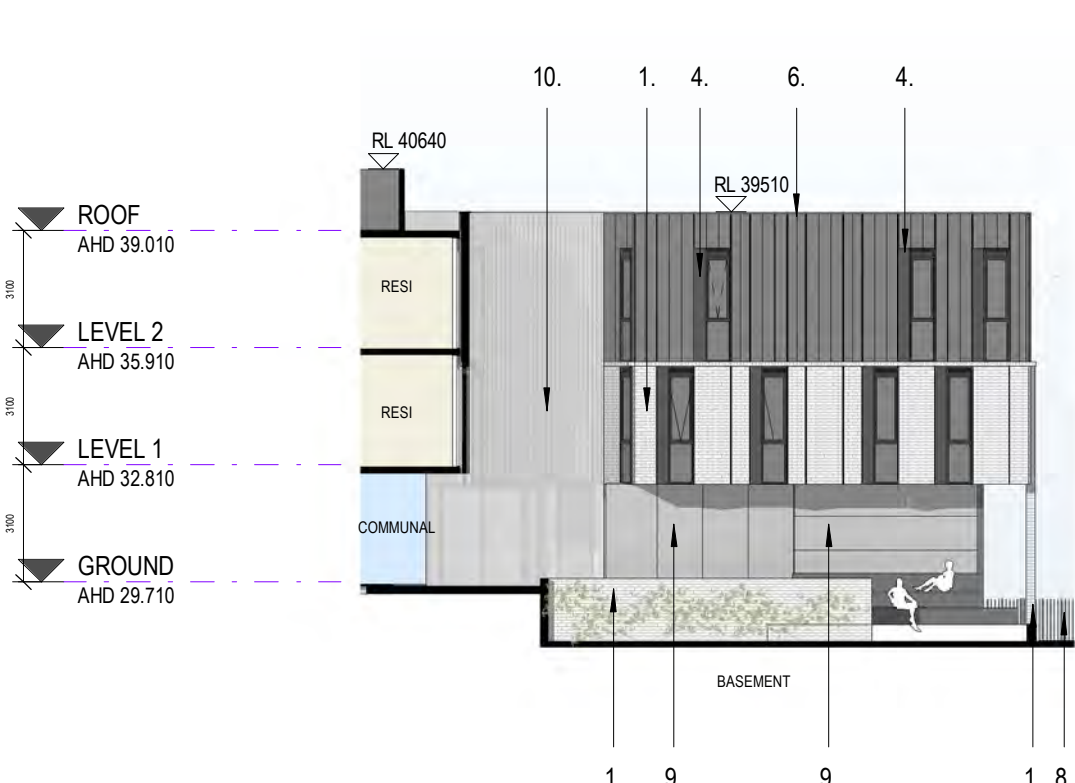 10. 1. 4. 6. 4.
RL 40640
RL 39510
ROOF
AHD 39.010
3100
RESI
LEVEL 2
AHD 35.910
3100
RESI
LEVEL 1
AHD 32.810
3100
COMMUNAL
GROUND
AHD 29.710
BASEMENT
1 9 9 1 8